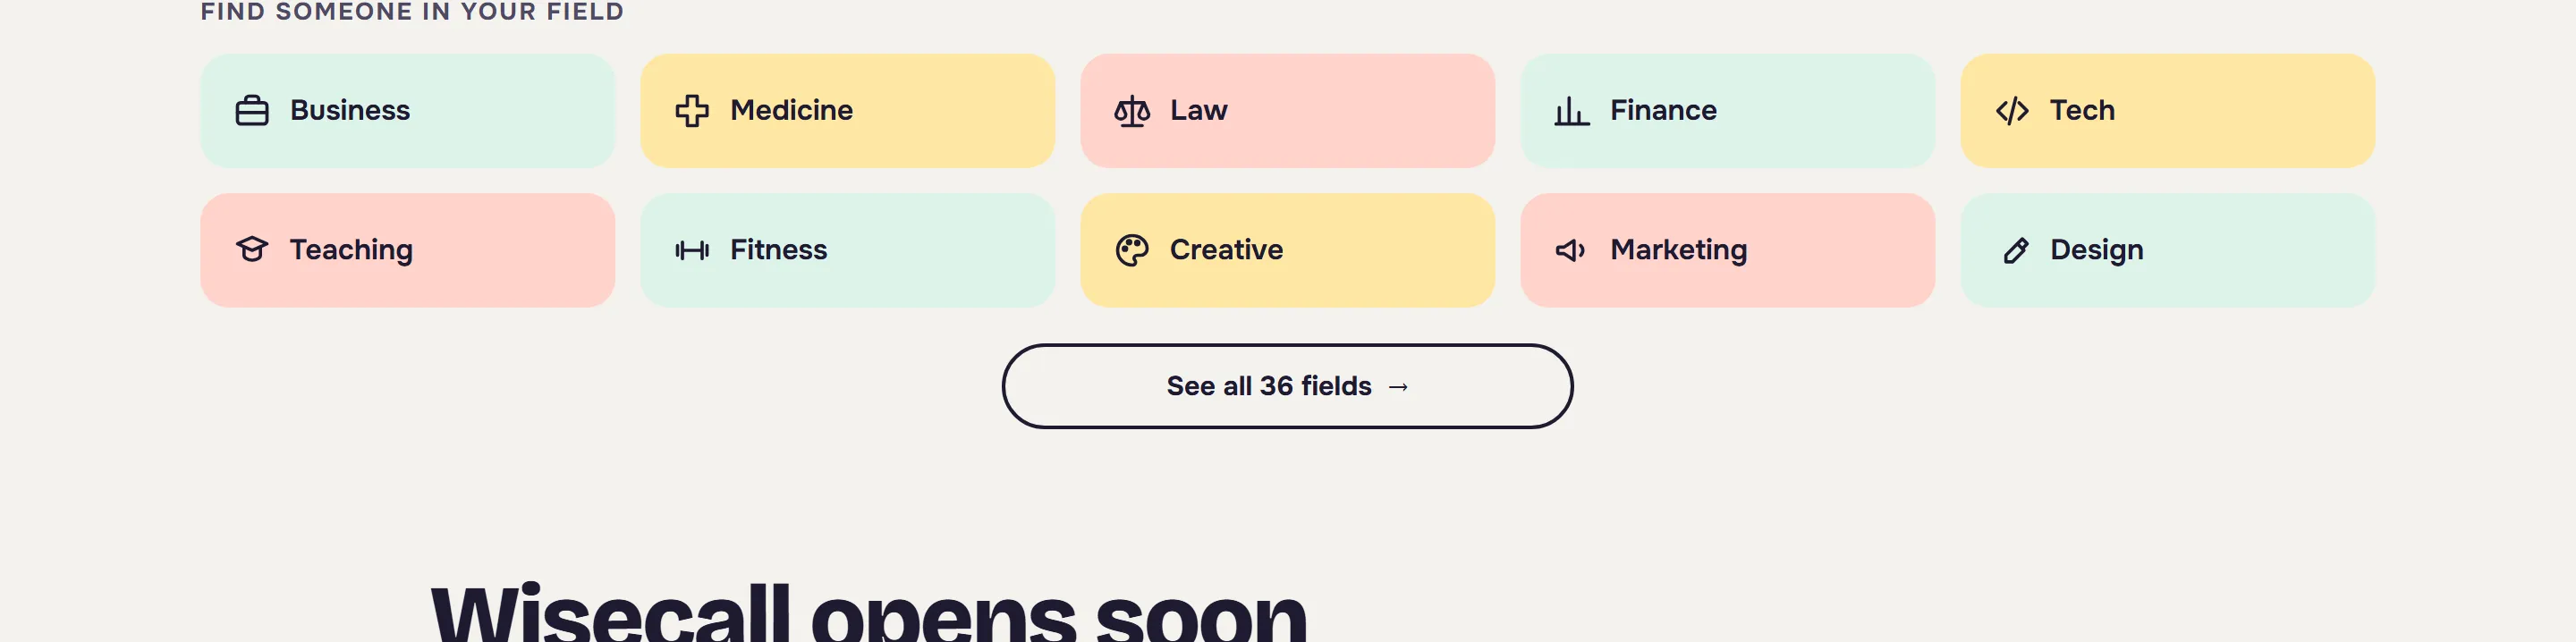 FIND SOMEONE IN YOUR FIELD
Business
Medicine
Law
Finance
Tech
Teaching
Fitness
Creative
Marketing
Design
See all 36 fields →
Wisecall opens soon